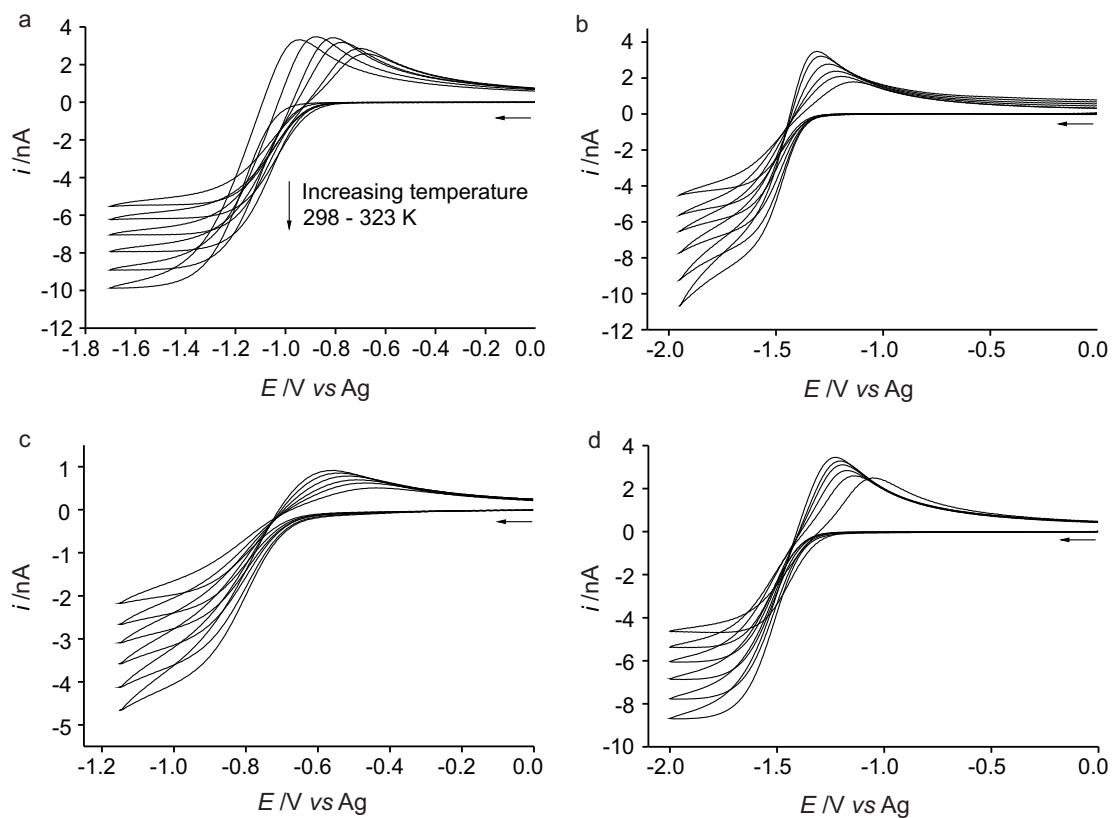 a
4
2
0
-2
-4
-6
-8
-10
-12
i /nA
Increasing temperature
298 - 323 K
-1.8 -1.6 -1.4 -1.2 -1.0 -0.8 -0.6 -0.4 -0.2 0.0
E /V vs Ag
b
4
2
0
-2
-4
-6
-8
-10
-12
i /nA
-2.0 -1.5 -1.0 -0.5 0.0
E /V vs Ag
c
1
0
-1
-2
-3
-4
-5
i /nA
-1.2 -1.0 -0.8 -0.6 -0.4 -0.2 0.0
E /V vs Ag
d
4
2
0
-2
-4
-6
-8
-10
i /nA
-2.0 -1.5 -1.0 -0.5 0.0
E /V vs Ag